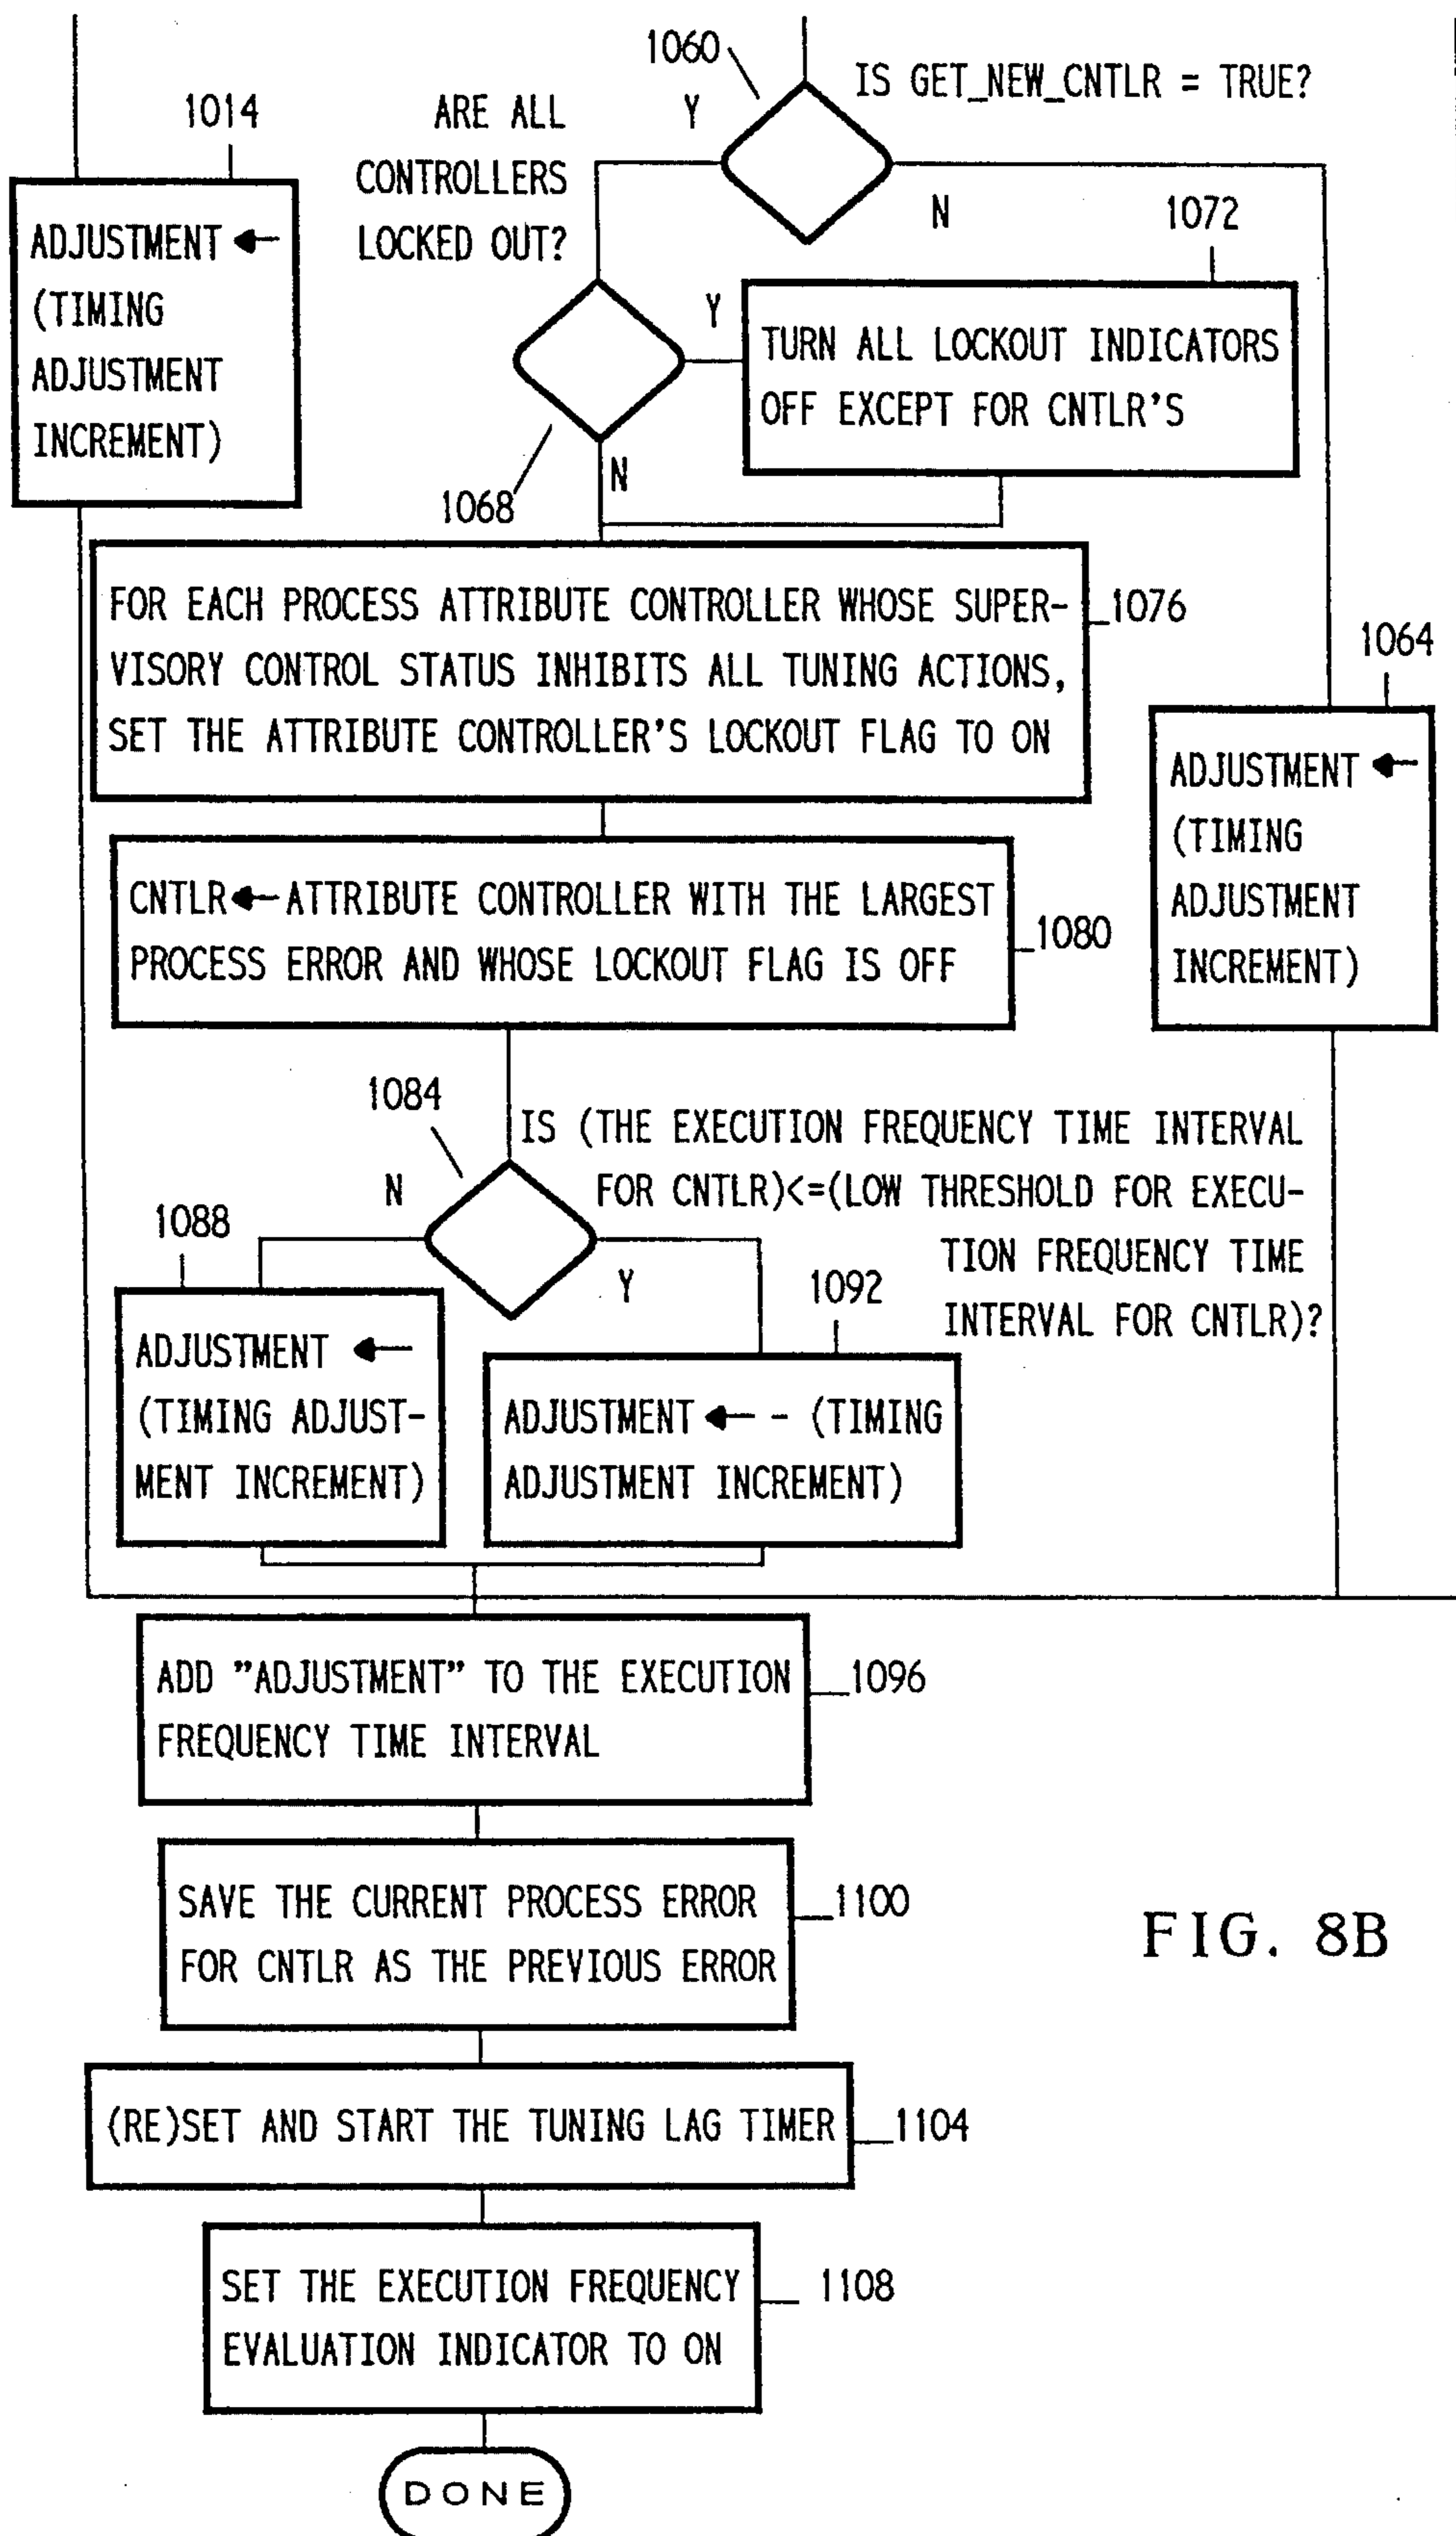 1060
IS GET_NEW_CNTLR = TRUE?
Y
N
1014
ADJUSTMENT ←
(TIMING
ADJUSTMENT
INCREMENT)
ARE ALL
CONTROLLERS
LOCKED OUT?
1068
Y
N
1072
TURN ALL LOCKOUT INDICATORS
OFF EXCEPT FOR CNTLR'S
FOR EACH PROCESS ATTRIBUTE CONTROLLER WHOSE SUPER-
VISORY CONTROL STATUS INHIBITS ALL TUNING ACTIONS,
SET THE ATTRIBUTE CONTROLLER'S LOCKOUT FLAG TO ON
1076
1064
ADJUSTMENT ←
(TIMING
ADJUSTMENT
INCREMENT)
CNTLR ← ATTRIBUTE CONTROLLER WITH THE LARGEST
PROCESS ERROR AND WHOSE LOCKOUT FLAG IS OFF
1080
1084
IS (THE EXECUTION FREQUENCY TIME INTERVAL
FOR CNTLR)<=(LOW THRESHOLD FOR EXECU-
TION FREQUENCY TIME
INTERVAL FOR CNTLR)?
N
Y
1088
ADJUSTMENT ←
(TIMING ADJUST-
MENT INCREMENT)
1092
ADJUSTMENT ← - (TIMING
ADJUSTMENT INCREMENT)
ADD "ADJUSTMENT" TO THE EXECUTION
FREQUENCY TIME INTERVAL
1096
SAVE THE CURRENT PROCESS ERROR
FOR CNTLR AS THE PREVIOUS ERROR
1100
FIG. 8B
(RE)SET AND START THE TUNING LAG TIMER
1104
SET THE EXECUTION FREQUENCY
EVALUATION INDICATOR TO ON
1108
DONE